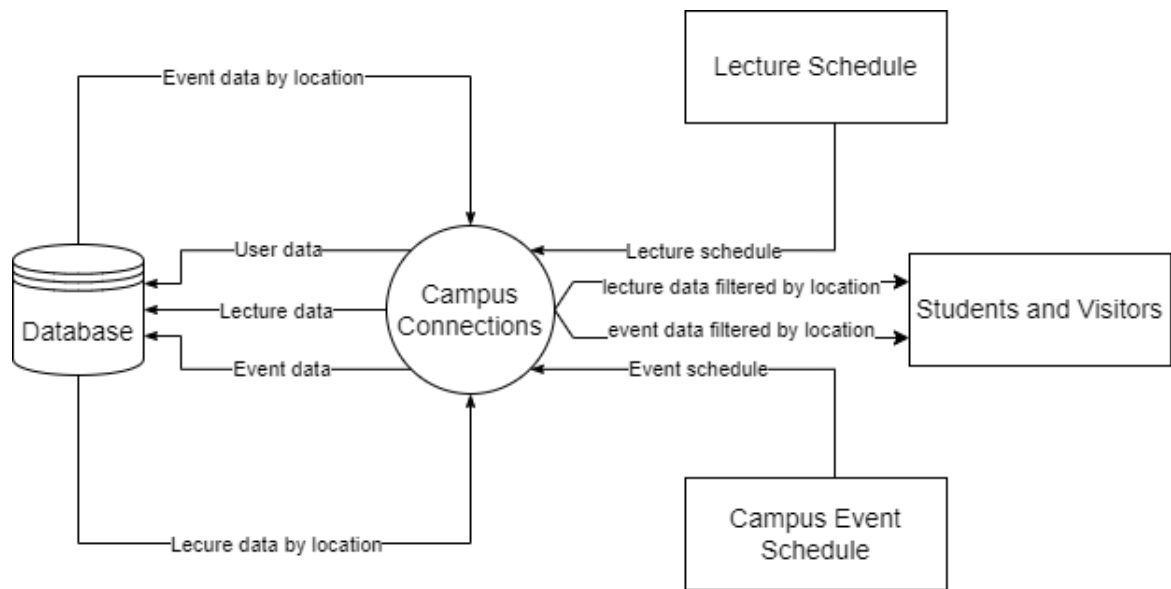 Event data by location
Lecture Schedule
User data
Lecture schedule
Lecture data
Campus
Connections
lecture data filtered by location
Students and Visitors
Database
event data filtered by location
Event data
Event schedule
Campus Event
Schedule
Lecure data by location